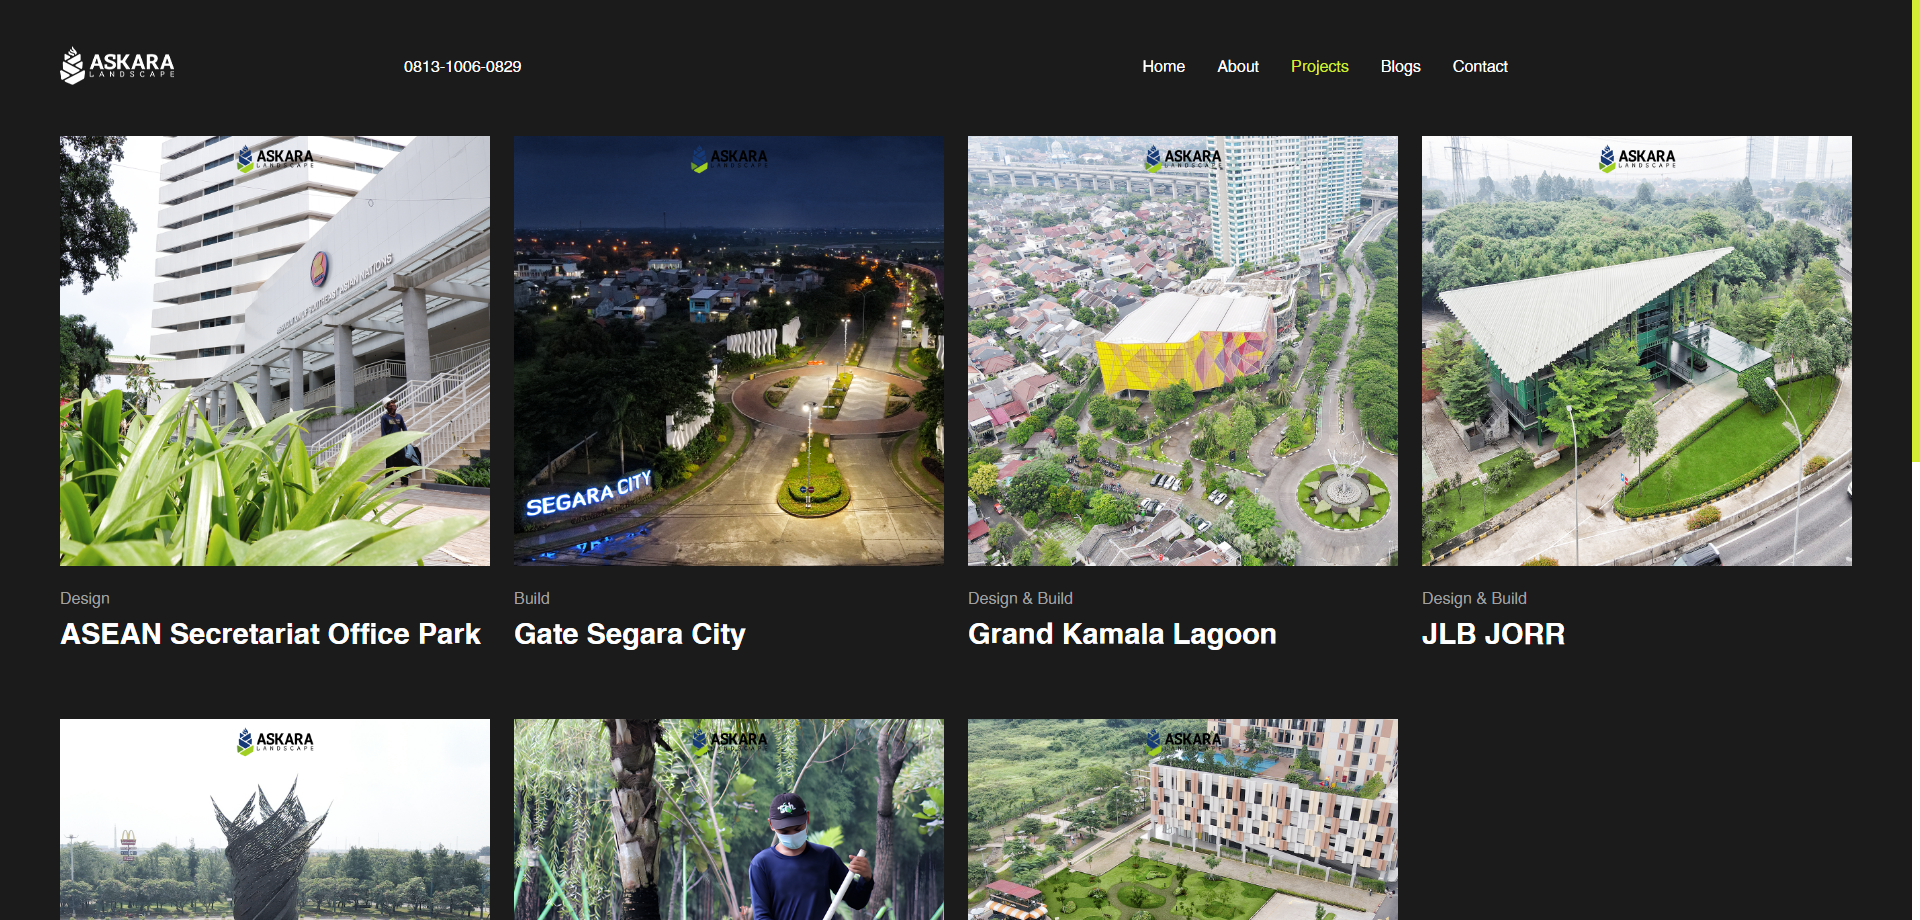 ASKARA
LANDSCAPE
0813-1006-0829
Home
About
Projects
Blogs
Contact
ASKARA
LANDSCAPE
ASKARA
LANDSCAPE
ASKARA
LANDSCAPE
ASKARA
LANDSCAPE
ASSOCIATION OF SOUTHEAST ASIAN NATIONS
SEGARA CITY
Design
Build
Design & Build
Design & Build
ASEAN Secretariat Office Park
Gate Segara City
Grand Kamala Lagoon
JLB JORR
ASKARA
LANDSCAPE
ASKARA
LANDSCAPE
ASKARA
LANDSCAPE